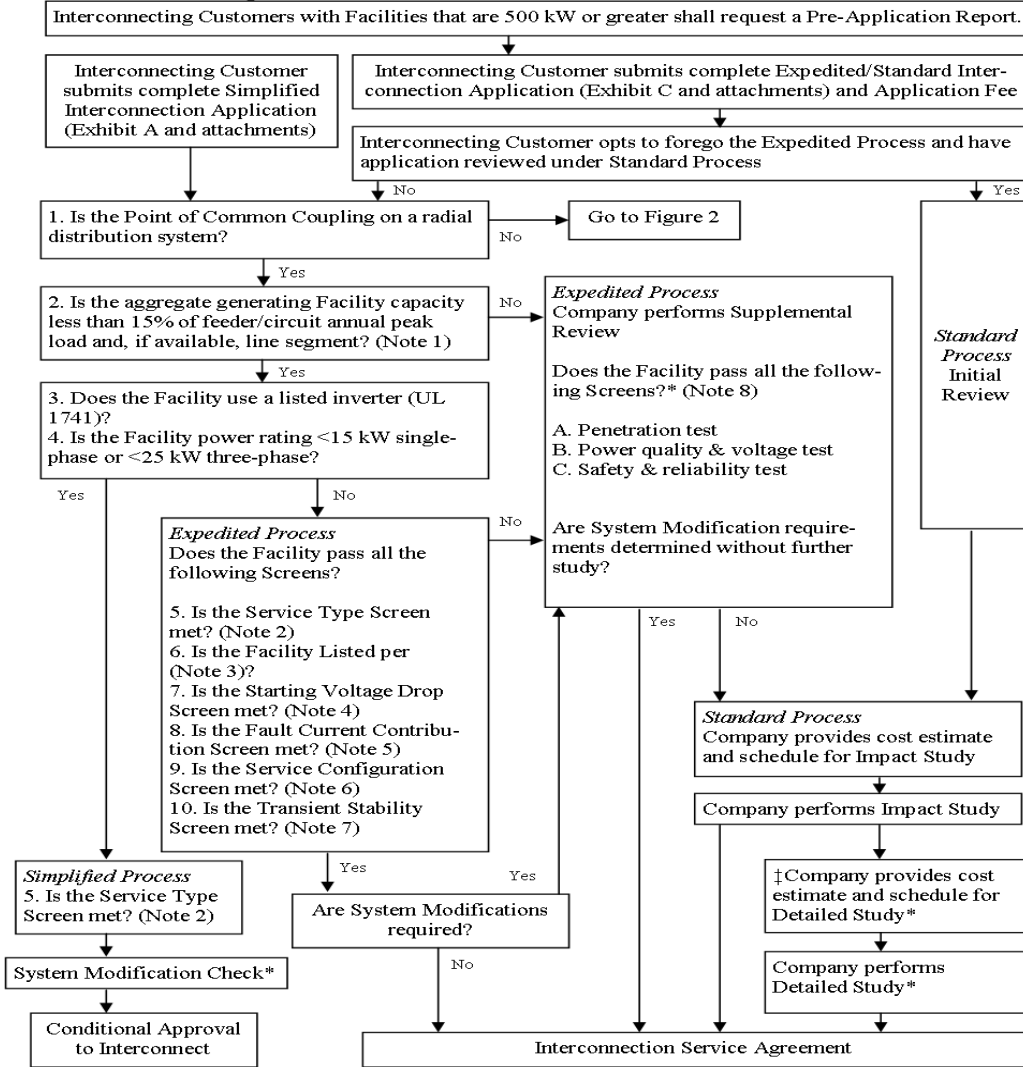 Interconnecting Customers with Facilities that are 500 kW or greater shall request a Pre-Application Report.
Interconnecting Customer
submits complete Simplified
Interconnection Application
(Exhibit A and attachments)
Interconnecting Customer submits complete Expedited/Standard Inter-
connection Application (Exhibit C and attachments) and Application Fee
Interconnecting Customer opts to forego the Expedited Process and have
application reviewed under Standard Process
No
Yes
1. Is the Point of Common Coupling on a radial
distribution system?
No
Go to Figure 2
Yes
2. Is the aggregate generating Facility capacity
less than 15% of feeder/circuit annual peak
load and, if available, line segment? (Note 1)
No
Yes
3. Does the Facility use a listed inverter (UL
1741)?
4. Is the Facility power rating <15 kW single-
phase or <25 kW three-phase?
Yes
No
Expedited Process
Company performs Supplemental
Review
Does the Facility pass all the follow-
ing Screens?* (Note 8)
A. Penetration test
B. Power quality & voltage test
C. Safety & reliability test
Are System Modification require-
ments determined without further
study?
Standard
Process
Initial
Review
Expedited Process
Does the Facility pass all the
following Screens?
5. Is the Service Type Screen
met? (Note 2)
6. Is the Facility Listed per
(Note 3)?
7. Is the Starting Voltage Drop
Screen met? (Note 4)
8. Is the Fault Current Contribu-
tion Screen met? (Note 5)
9. Is the Service Configuration
Screen met? (Note 6)
10. Is the Transient Stability
Screen met? (Note 7)
No
Yes
No
Standard Process
Company provides cost estimate
and schedule for Impact Study
Company performs Impact Study
‡Company provides cost
estimate and schedule for
Detailed Study*
Company performs
Detailed Study*
Simplified Process
5. Is the Service Type
Screen met? (Note 2)
Yes
Yes
Are System Modifications
required?
No
System Modification Check*
Conditional Approval
to Interconnect
Interconnection Service Agreement